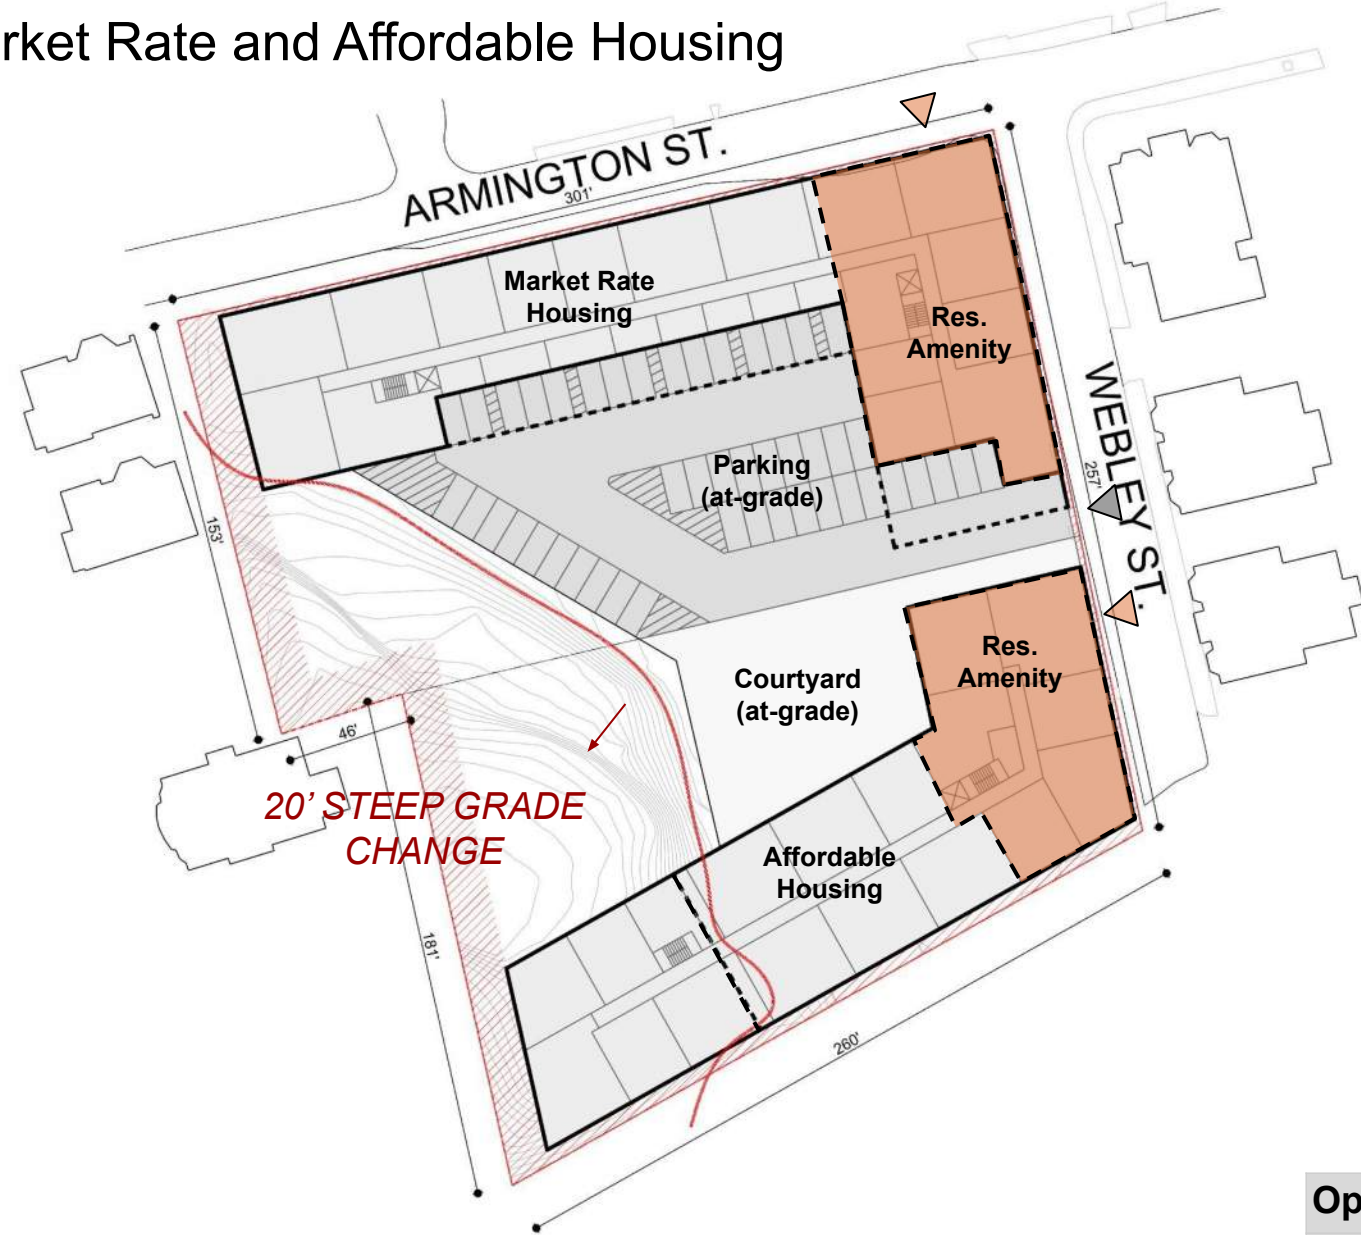 rket Rate and Affordable Housing
ARMINGTON ST.
301'
Market Rate
Housing
Res.
Amenity
WEBLEY ST.
257'
Parking
(at-grade)
153'
Res.
Amenity
Courtyard
(at-grade)
46'
20' STEEP GRADE
CHANGE
Affordable
Housing
181'
260'
Op